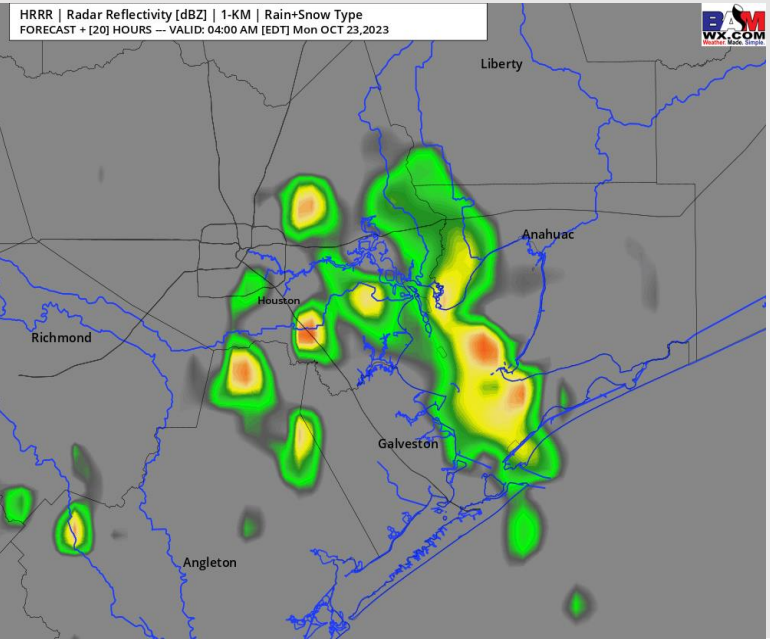 HRRR | Radar Reflectivity [dBZ] | 1-KM | Rain+Snow Type
FORECAST + [20] HOURS --- VALID: 04:00 AM [EDT] Mon OCT 23,2023
BAM
WX.COM
Weather. Made. Simple.
Liberty
Anahuac
Houston
Richmond
Galveston
Angleton